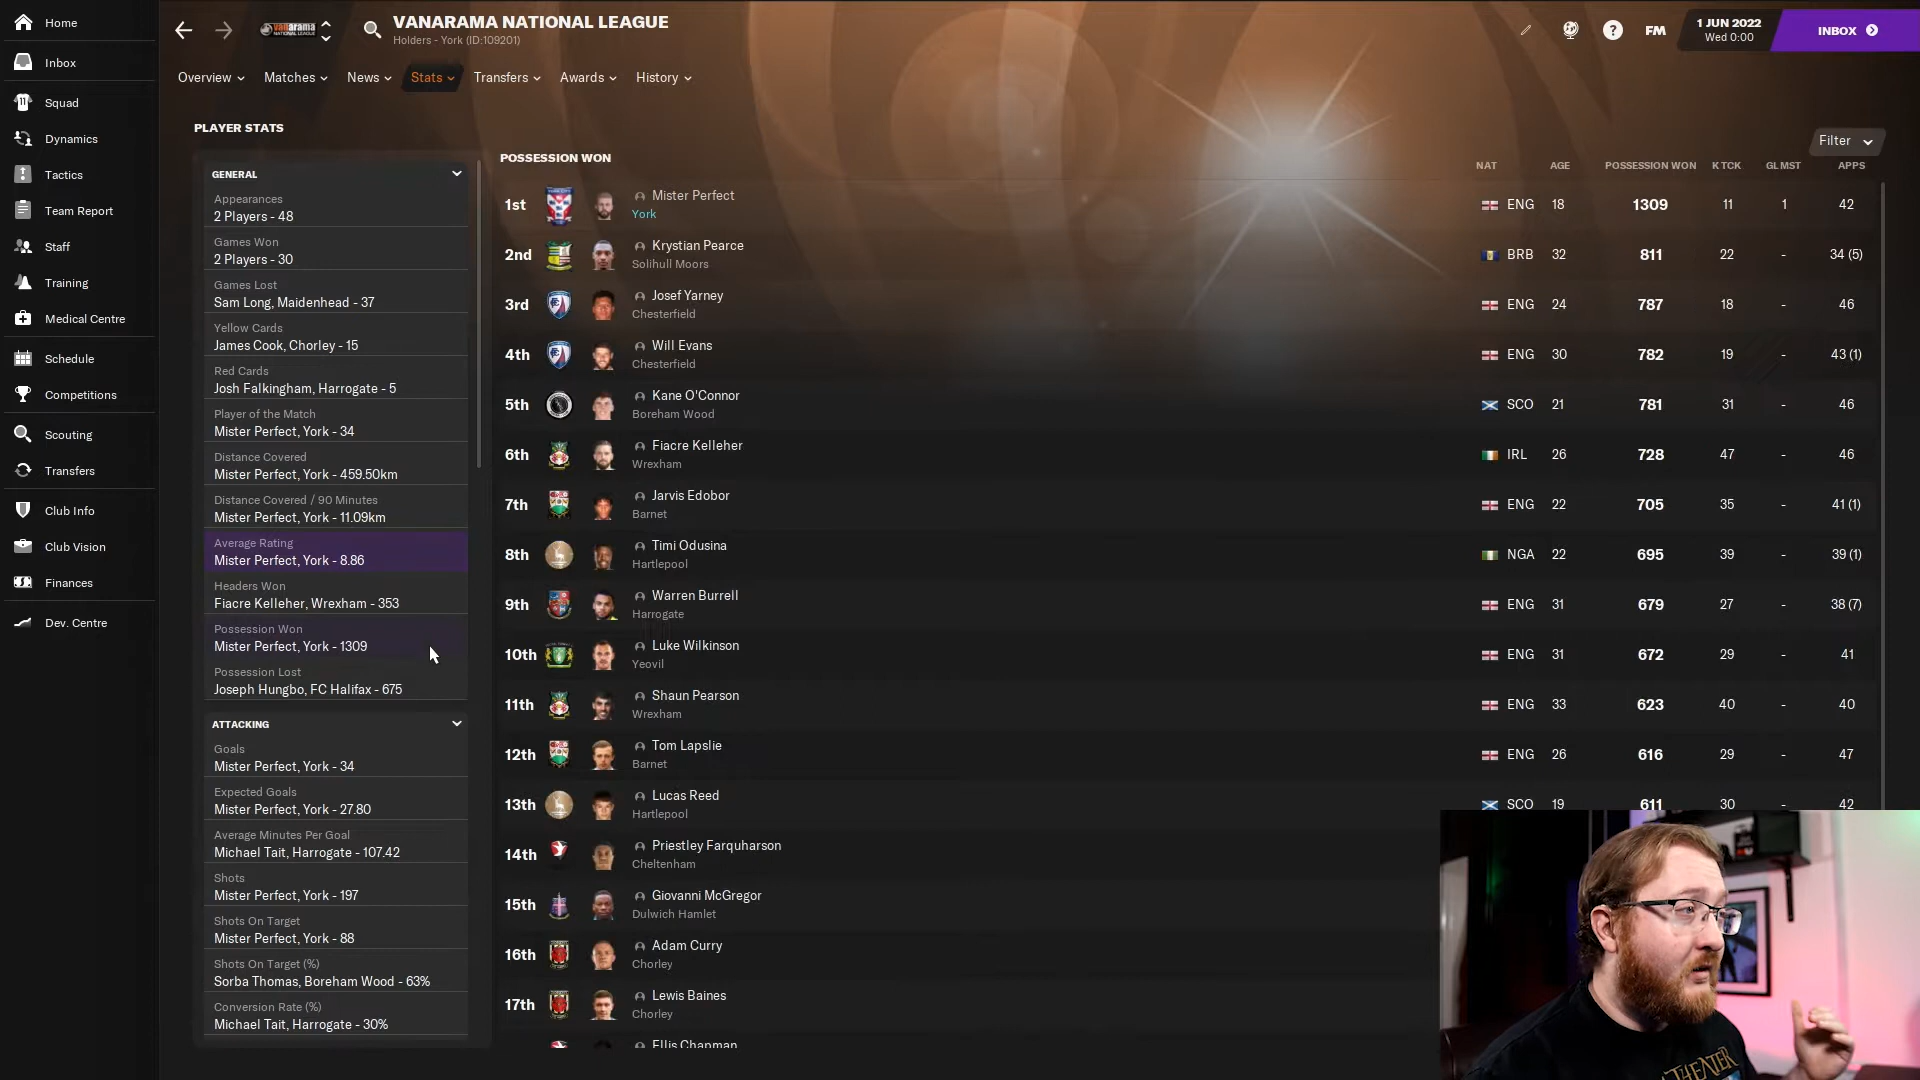 Home
Inbox
Squad
Dynamics
Tactics
Team Report
Staff
Training
Medical Centre
Schedule
Competitions
Scouting
Transfers
Club Info
Club Vision
Finances
Dev. Centre
VANARAMA NATIONAL LEAGUE
Holders - York (ID:109201)
FM
1 JUN 2022
Wed 0:00
INBOX
Overview Matches News Stats Transfers Awards History
PLAYER STATS
Filter
GENERAL
Appearances
2 Players - 48
Games Won
2 Players - 30
Games Lost
Sam Long, Maidenhead - 37
Yellow Cards
James Cook, Chorley - 15
Red Cards
Josh Falkingham, Harrogate - 5
Player of the Match
Mister Perfect, York - 34
Distance Covered
Mister Perfect, York - 459.50km
Distance Covered / 90 Minutes
Mister Perfect, York - 11.09km
Average Rating
Mister Perfect, York - 8.86
Headers Won
Fiacre Kelleher, Wrexham - 353
Possession Won
Mister Perfect, York - 1309
Possession Lost
Joseph Hungbo, FC Halifax - 675
ATTACKING
Goals
Mister Perfect, York - 34
Expected Goals
Mister Perfect, York - 27.80
Average Minutes Per Goal
Michael Tait, Harrogate - 107.42
Shots
Mister Perfect, York - 197
Shots On Target
Mister Perfect, York - 88
Shots On Target (%)
Sorba Thomas, Boreham Wood - 63%
Conversion Rate (%)
Michael Tait, Harrogate - 30%
POSSESSION WON NAT AGE POSSESSION WON K TCK GL MST APPS
1st Mister Perfect ENG 18 1309 11 1 42
York
2nd Krystian Pearce BRB 32 811 22 - 34 (5)
Solihull Moors
3rd Josef Yarney ENG 24 787 18 - 46
Chesterfield
4th Will Evans ENG 30 782 19 - 43 (1)
Chesterfield
5th Kane O'Connor SCO 21 781 31 - 46
Boreham Wood
6th Fiacre Kelleher IRL 26 728 47 - 46
Wrexham
7th Jarvis Edobor ENG 22 705 35 - 41 (1)
Barnet
8th Timi Odusina NGA 22 695 39 - 39 (1)
Hartlepool
9th Warren Burrell ENG 31 679 27 - 38 (7)
Harrogate
10th Luke Wilkinson ENG 31 672 29 - 41
Yeovil
11th Shaun Pearson ENG 33 623 40 - 40
Wrexham
12th Tom Lapslie ENG 26 616 29 - 47
Barnet
13th Lucas Reed SCO 19 611 30 - 42
Hartlepool
14th Priestley Farquharson
Cheltenham
15th Giovanni McGregor
Dulwich Hamlet
16th Adam Curry
Chorley
17th Lewis Baines
Chorley
Ellis Chapman
THEATER